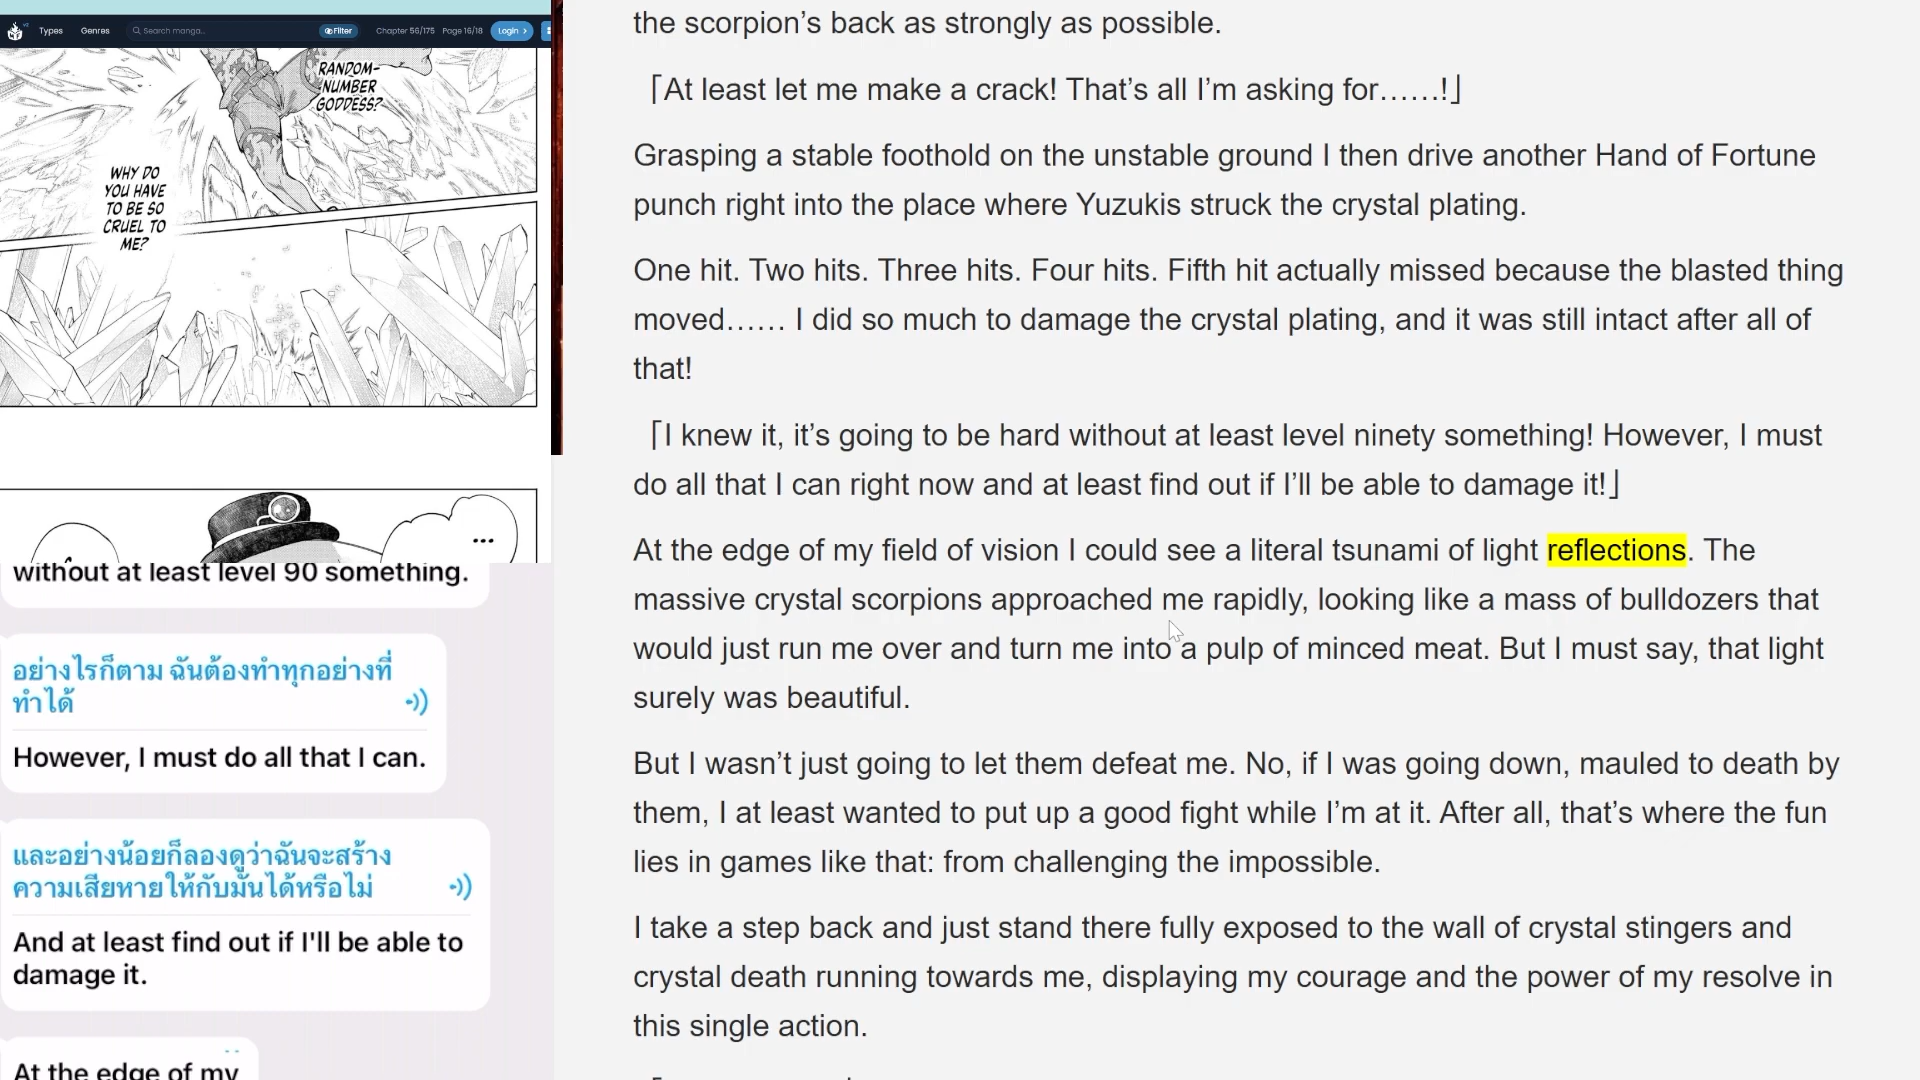 Types Genres Search manga... Filter Chapter 56/175 Page 16/18 Login >
RANDOM-
NUMBER
GODDESS?
WHY DO
YOU HAVE
TO BE SO
CRUEL TO
ME?
...
without at least level 90 something.
อย่างไรก็ตาม ฉันต้องทำทุกอย่างที่
ทำได้
However, I must do all that I can.
และอย่างน้อยก็ลองดูว่าฉันจะสร้าง
ความเสียหายให้กับมันได้หรือไม่
And at least find out if I'll be able to
damage it.
At the edge of my
the scorpion’s back as strongly as possible.
「At least let me make a crack! That’s all I’m asking for……!」
Grasping a stable foothold on the unstable ground I then drive another Hand of Fortune
punch right into the place where Yuzukis struck the crystal plating.
One hit. Two hits. Three hits. Four hits. Fifth hit actually missed because the blasted thing
moved…… I did so much to damage the crystal plating, and it was still intact after all of
that!
「I knew it, it’s going to be hard without at least level ninety something! However, I must
do all that I can right now and at least find out if I’ll be able to damage it!」
At the edge of my field of vision I could see a literal tsunami of light reflections. The
massive crystal scorpions approached me rapidly, looking like a mass of bulldozers that
would just run me over and turn me into a pulp of minced meat. But I must say, that light
surely was beautiful.
But I wasn’t just going to let them defeat me. No, if I was going down, mauled to death by
them, I at least wanted to put up a good fight while I’m at it. After all, that’s where the fun
lies in games like that: from challenging the impossible.
I take a step back and just stand there fully exposed to the wall of crystal stingers and
crystal death running towards me, displaying my courage and the power of my resolve in
this single action.